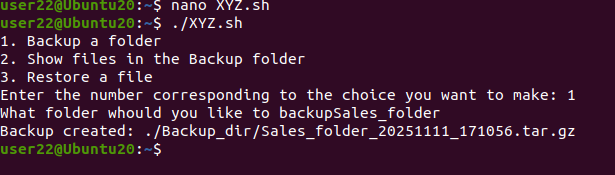 user22@Ubuntu20:~$ nano XYZ.sh
user22@Ubuntu20:~$ ./XYZ.sh
1. Backup a folder
2. Show files in the Backup folder
3. Restore a file
Enter the number corresponding to the choice you want to make: 1
What folder whould you like to backupSales_folder
Backup created: ./Backup_dir/Sales_folder_20251111_171056.tar.gz
user22@Ubuntu20:~$